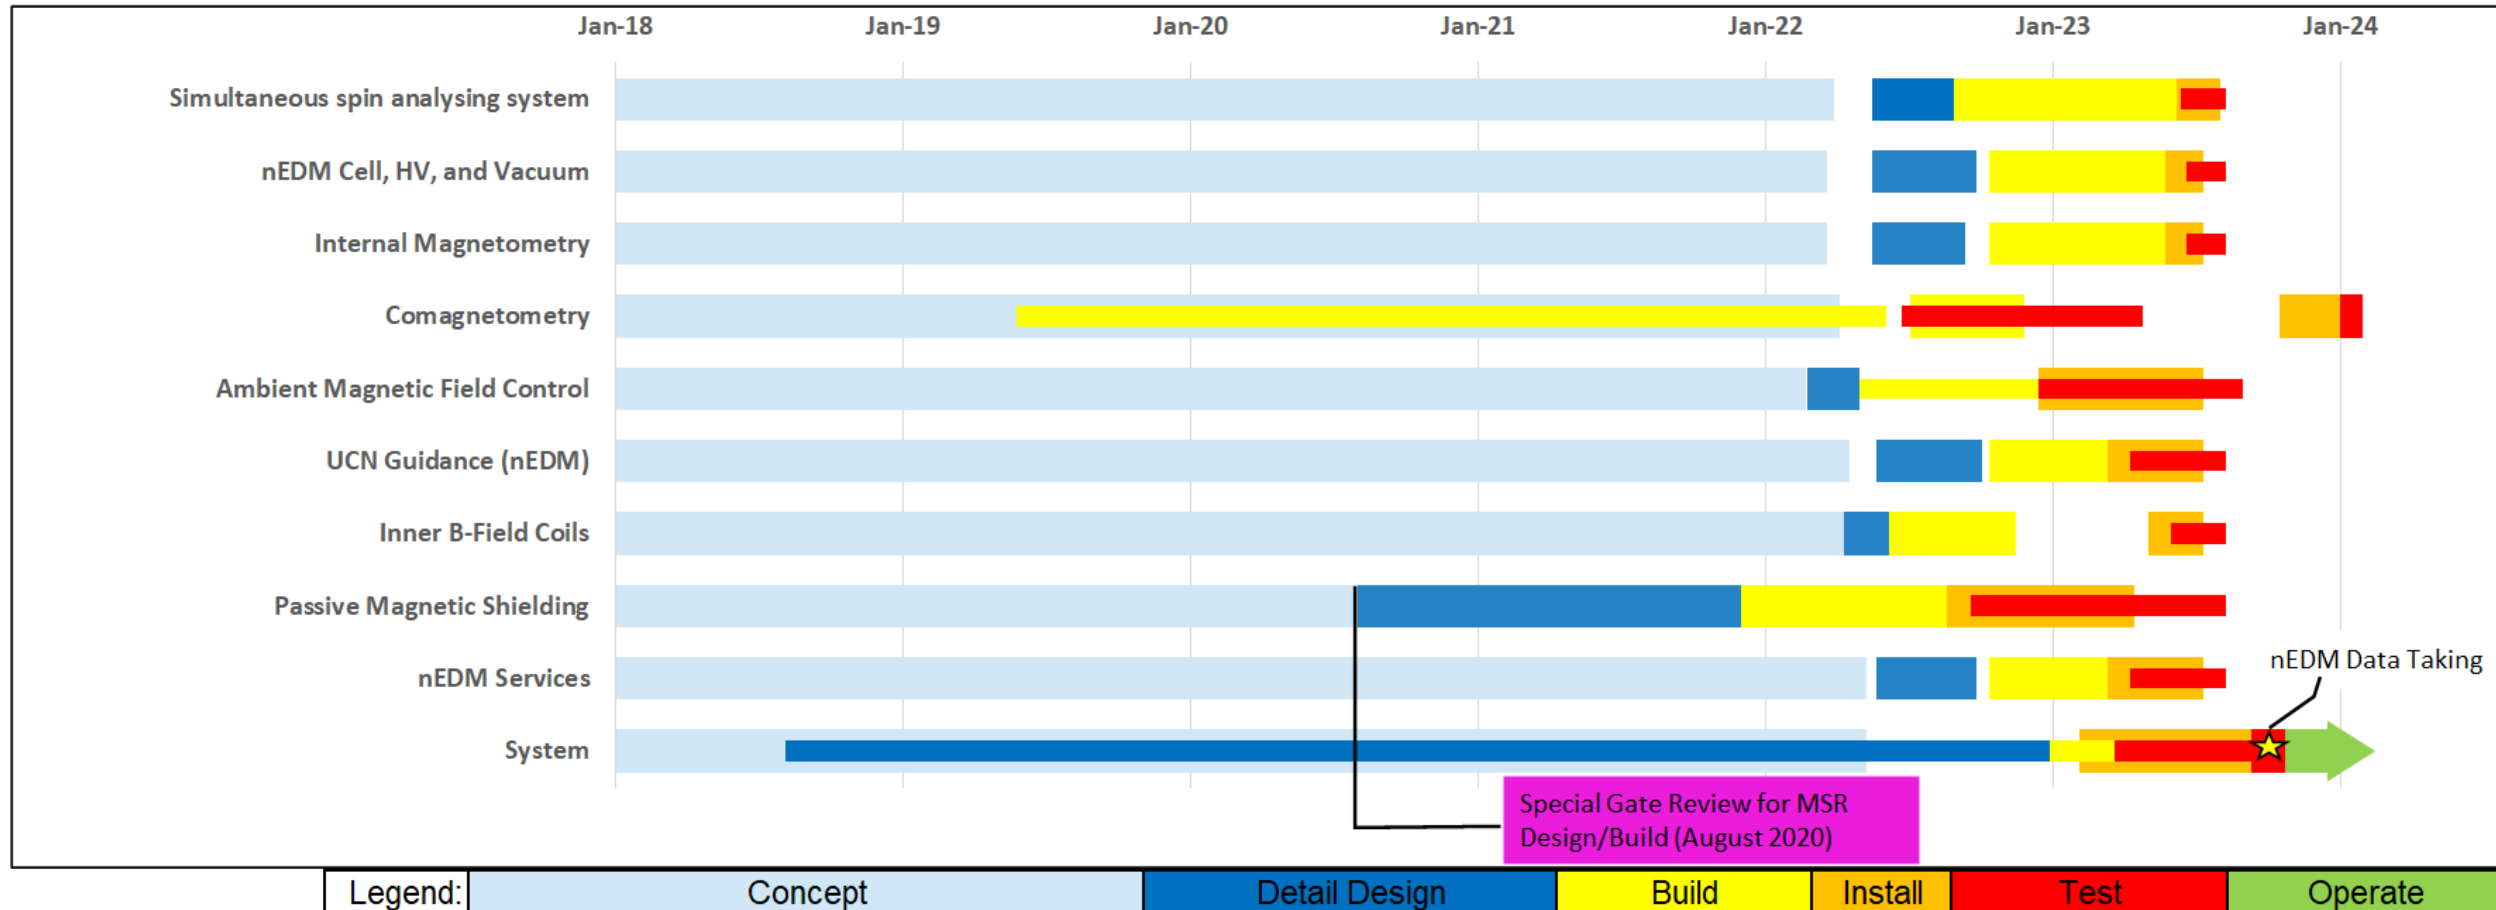 Jan-18 Jan-19 Jan-20 Jan-21 Jan-22 Jan-23 Jan-24
Simultaneous spin analysing system
nEDM Cell, HV, and Vacuum
Internal Magnetometry
Comagnetometry
Ambient Magnetic Field Control
UCN Guidance (nEDM)
Inner B-Field Coils
Passive Magnetic Shielding
nEDM Data Taking
nEDM Services
System
Special Gate Review for MSR
Design/Build (August 2020)
Legend: Concept Detail Design Build Install Test Operate